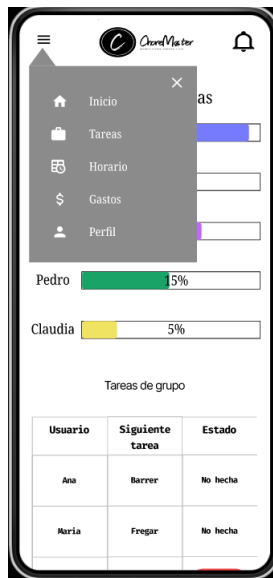 ChoreMaster
as
Inicio
Tareas
Horario
Gastos
Perfil
Pedro 15%
Claudia 5%
Tareas de grupo
Usuario Siguiente tarea Estado
Ana Barrer No hecha
Maria Fregar No hecha